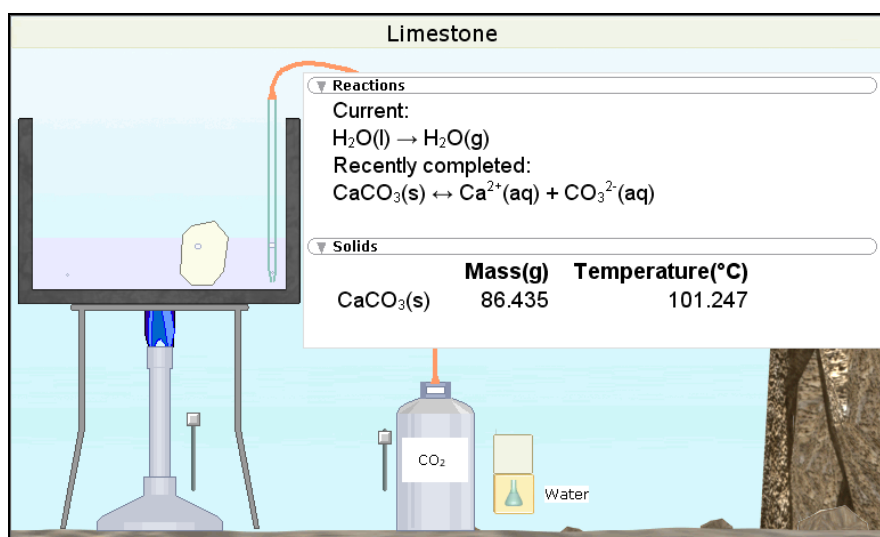 Limestone
Reactions
Current:
H₂O(l) → H₂O(g)
Recently completed:
CaCO₃(s) ↔ Ca²⁺(aq) + CO₃²⁻(aq)
Solids
Mass(g) Temperature(°C)
CaCO₃(s) 86.435 101.247
CO₂
Water